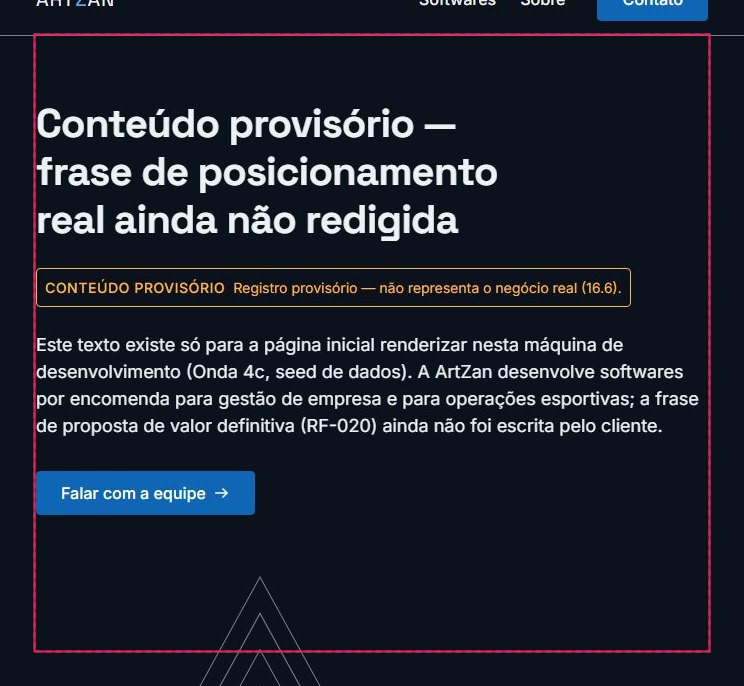 ARTZAN
Softwares Sobre Contato
Conteúdo provisório —
frase de posicionamento
real ainda não redigida
CONTEÚDO PROVISÓRIO Registro provisório — não representa o negócio real (16.6).
Este texto existe só para a página inicial renderizar nesta máquina de
desenvolvimento (Onda 4c, seed de dados). A ArtZan desenvolve softwares
por encomenda para gestão de empresa e para operações esportivas; a frase
de proposta de valor definitiva (RF-020) ainda não foi escrita pelo cliente.
Falar com a equipe →